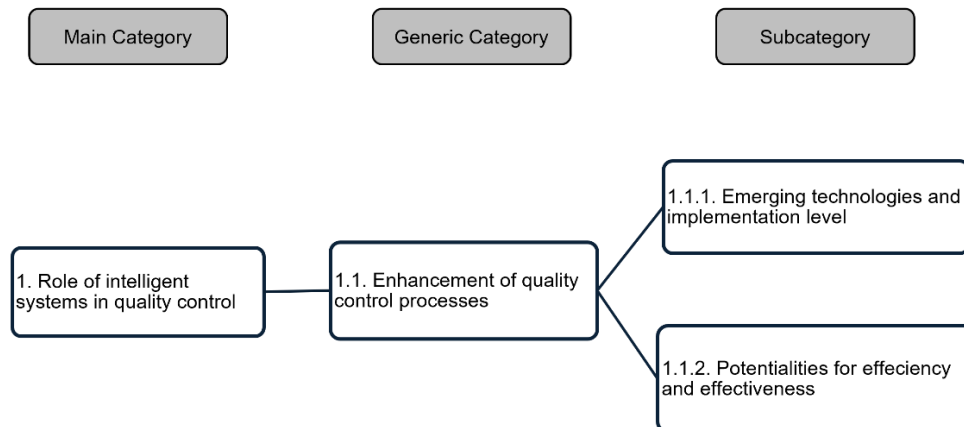 Main Category
Generic Category
Subcategory
1.1.1. Emerging technologies and
implementation level
1. Role of intelligent
systems in quality control
1.1. Enhancement of quality
control processes
1.1.2. Potentialities for effeciency
and effectiveness